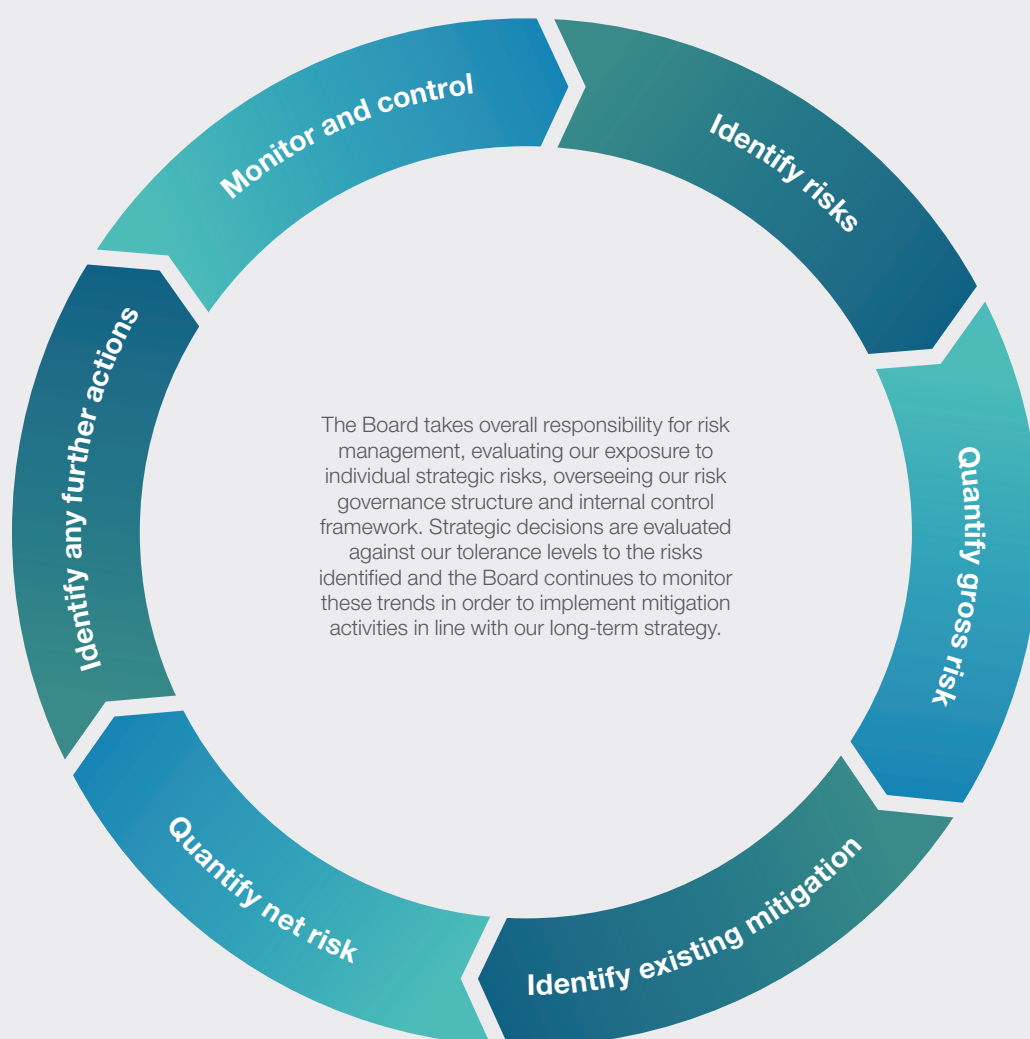 Monitor and control
Identify risks
Quantify gross risk
Identify existing mitigation
Quantify net risk
Identify any further actions
The Board takes overall responsibility for risk
management, evaluating our exposure to
individual strategic risks, overseeing our risk
governance structure and internal control
framework. Strategic decisions are evaluated
against our tolerance levels to the risks
identified and the Board continues to monitor
these trends in order to implement mitigation
activities in line with our long-term strategy.